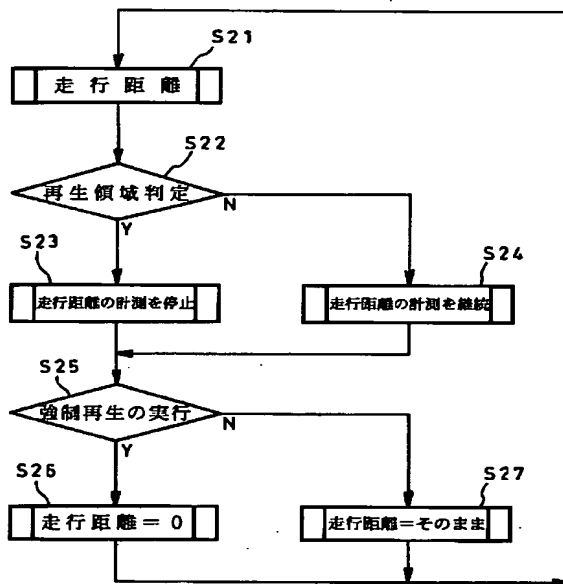 S21
走行距離
S22
再生領域判定
N
Y
S23
走行距離の計測を停止
S24
走行距離の計測を継続
S25
強制再生の実行
N
Y
S26
走行距離=0
S27
走行距離=そのまま